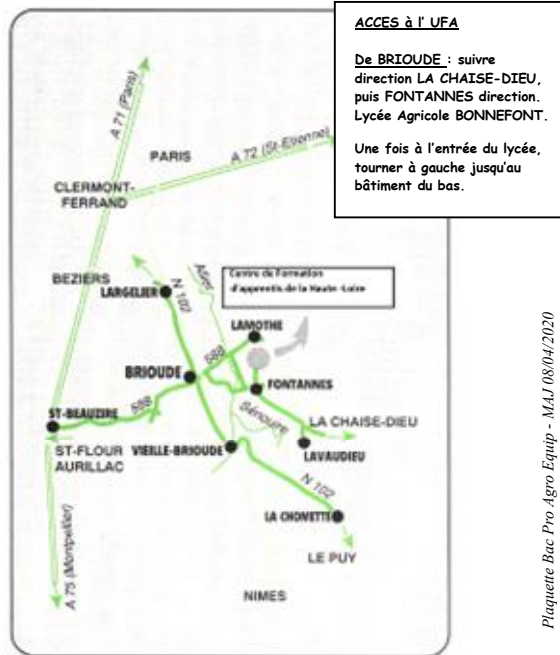 ACCES à l' UFA
De BRIOUDE : suivre
direction LA CHAISE-DIEU,
puis FONTANNES direction.
Lycée Agricole BONNEFONT.
Une fois à l'entrée du lycée,
tourner à gauche jusqu'au
bâtiment du bas.
A 71 (Paris)
PARIS
A 72 (St-Etienne)
CLERMONT-
FERRAND
BEZIERS
LARGELIER
N 102
Allier
Centre de Formation
d'apprentis de la Haute-Loire
LAMOTHE
588
BRIOUDE
FONTANNES
ST-BEAUZIRE
588
Sénouire
LA CHAISE-DIEU
ST-FLOUR
AURILLAC
VIEILLE-BRIOUDE
LAVAUDIEU
N 102
LA CHOMETTE
A 75 (Montpellier)
LE PUY
NIMES
Plaquette Bac Pro Agro Equip - MAJ 08/04/2020